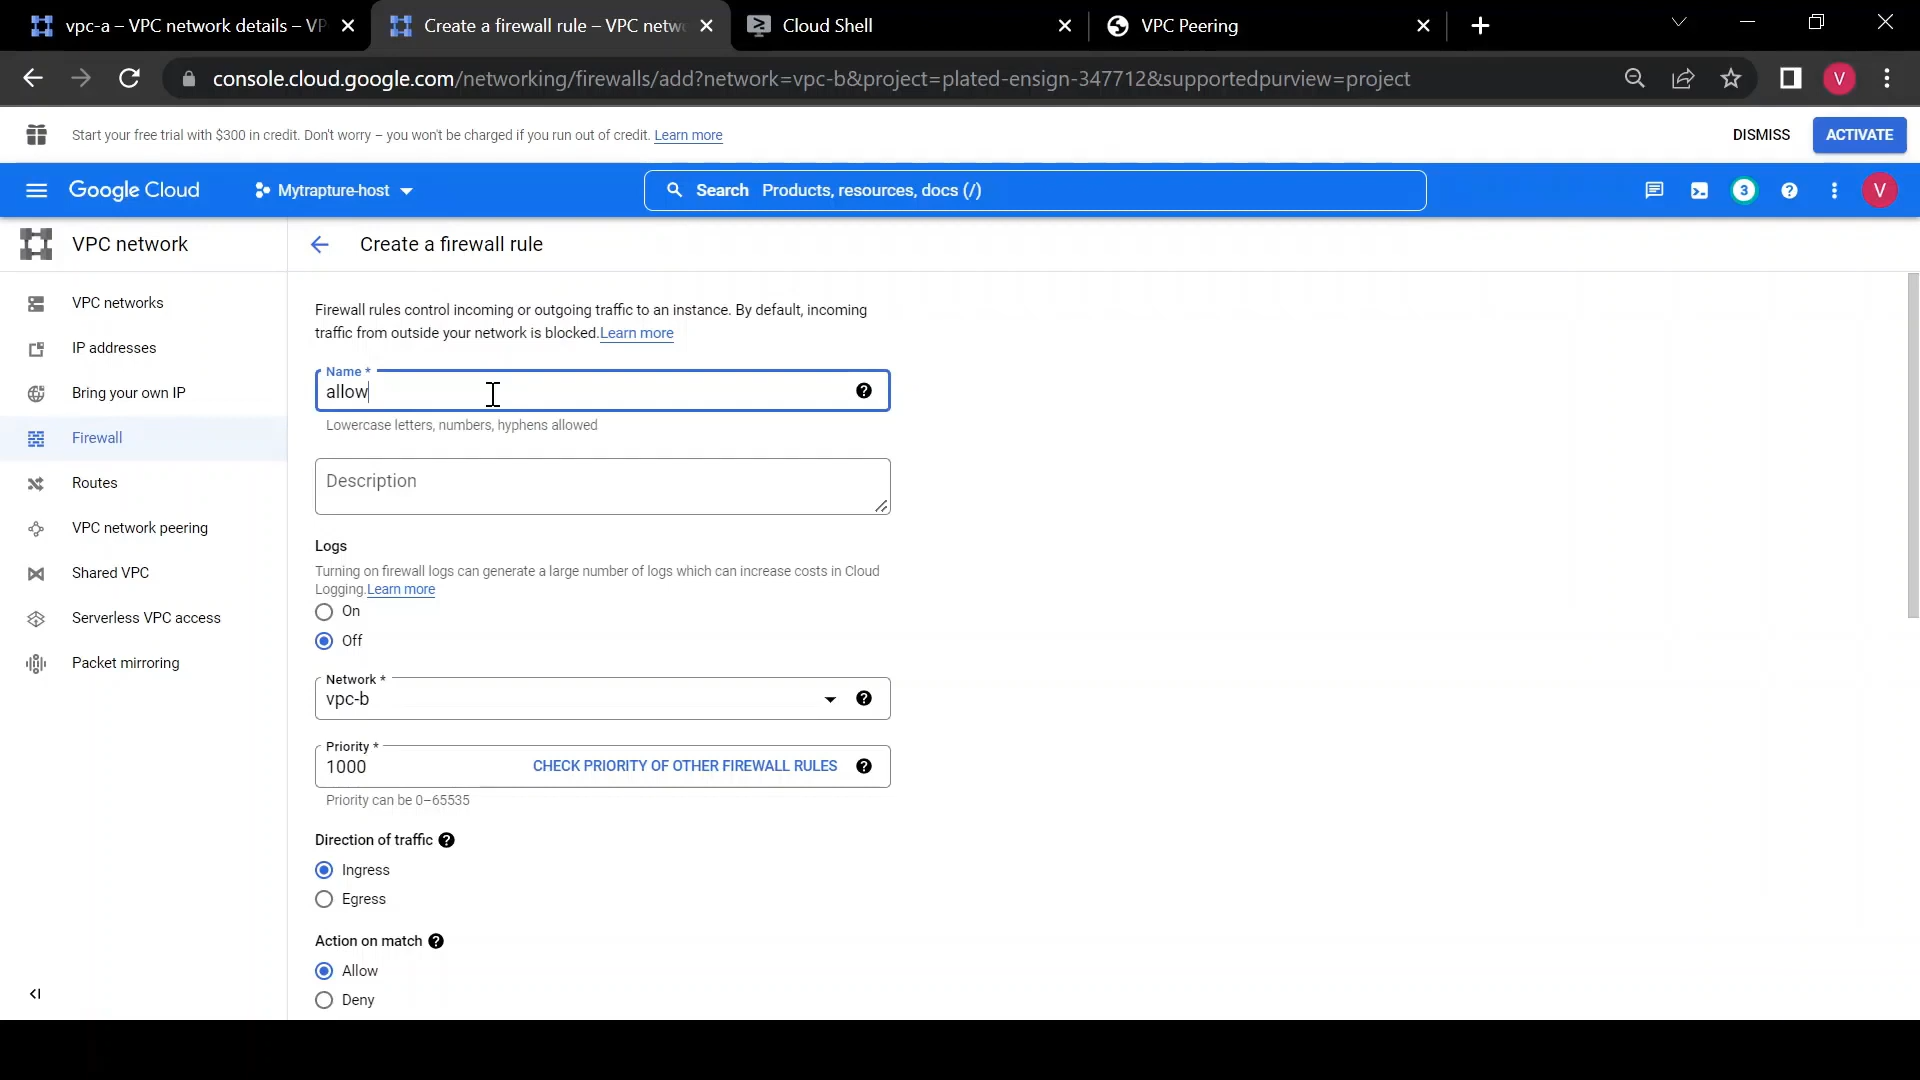 vpc-a – VPC network details – VP
Create a firewall rule – VPC netw
Cloud Shell
VPC Peering
console.cloud.google.com/networking/firewalls/add?network=vpc-b&project=plated-ensign-347712&supportedpurview=project
V
Start your free trial with $300 in credit. Don't worry – you won't be charged if you run out of credit. Learn more
DISMISS
ACTIVATE
Google Cloud
Mytrapture-host
Search Products, resources, docs (/)
3
V
VPC network
Create a firewall rule
VPC networks
IP addresses
Bring your own IP
Firewall
Routes
VPC network peering
Shared VPC
Serverless VPC access
Packet mirroring
Firewall rules control incoming or outgoing traffic to an instance. By default, incoming
traffic from outside your network is blocked.Learn more
Name *
allow
Lowercase letters, numbers, hyphens allowed
Description
Logs
Turning on firewall logs can generate a large number of logs which can increase costs in Cloud
Logging.Learn more
On
Off
Network *
vpc-b
Priority *
1000
CHECK PRIORITY OF OTHER FIREWALL RULES
Priority can be 0–65535
Direction of traffic
Ingress
Egress
Action on match
Allow
Deny